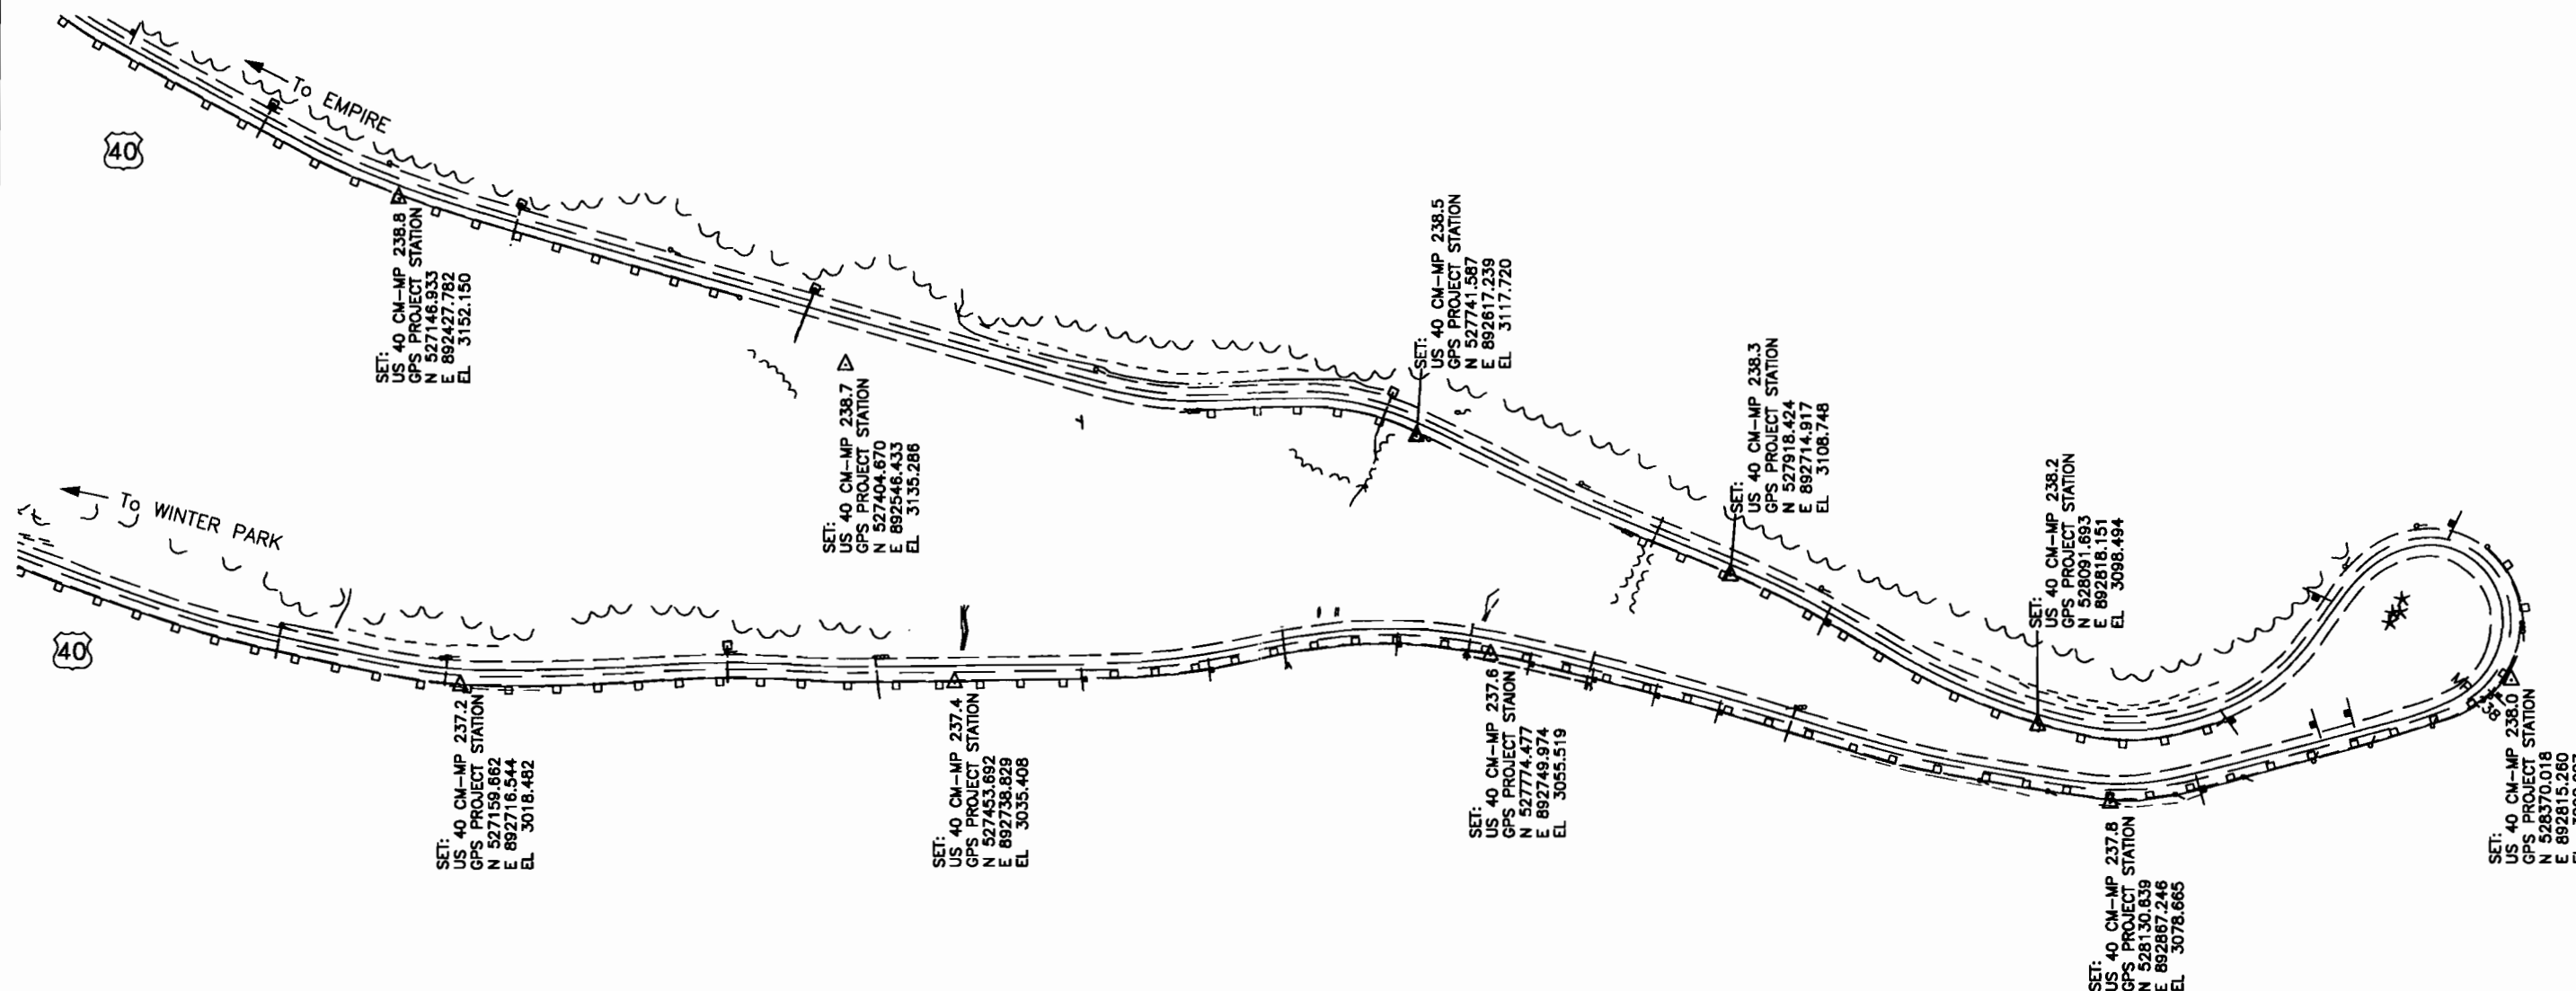 To EMPIRE
40
SET:
US 40 CM-MP 238.8
GPS PROJECT STATION
N 527146.933
E 892427.782
EL 3152.150
SET:
US 40 CM-MP 238.7
GPS PROJECT STATION
N 527404.670
E 892546.433
EL 3135.286
SET:
US 40 CM-MP 238.5
GPS PROJECT STATION
N 527741.587
E 892617.239
EL 3117.720
SET:
US 40 CM-MP 238.3
GPS PROJECT STATION
N 527918.424
E 892714.917
EL 3108.748
SET:
US 40 CM-MP 238.2
GPS PROJECT STATION
N 528091.693
E 892818.151
EL 3098.494
To WINTER PARK
40
SET:
US 40 CM-MP 237.2
GPS PROJECT STATION
N 527159.662
E 892716.544
EL 3018.482
SET:
US 40 CM-MP 237.4
GPS PROJECT STATION
N 527453.692
E 892738.829
EL 3035.408
SET:
US 40 CM-MP 237.6
GPS PROJECT STATION
N 527774.477
E 892749.974
EL 3055.519
SET:
US 40 CM-MP 237.8
GPS PROJECT STATION
N 528130.639
E 892867.246
EL 3078.665
MP
238
SET:
US 40 CM-MP 238.0
GPS PROJECT STATION
N 528370.018
E 892815.260